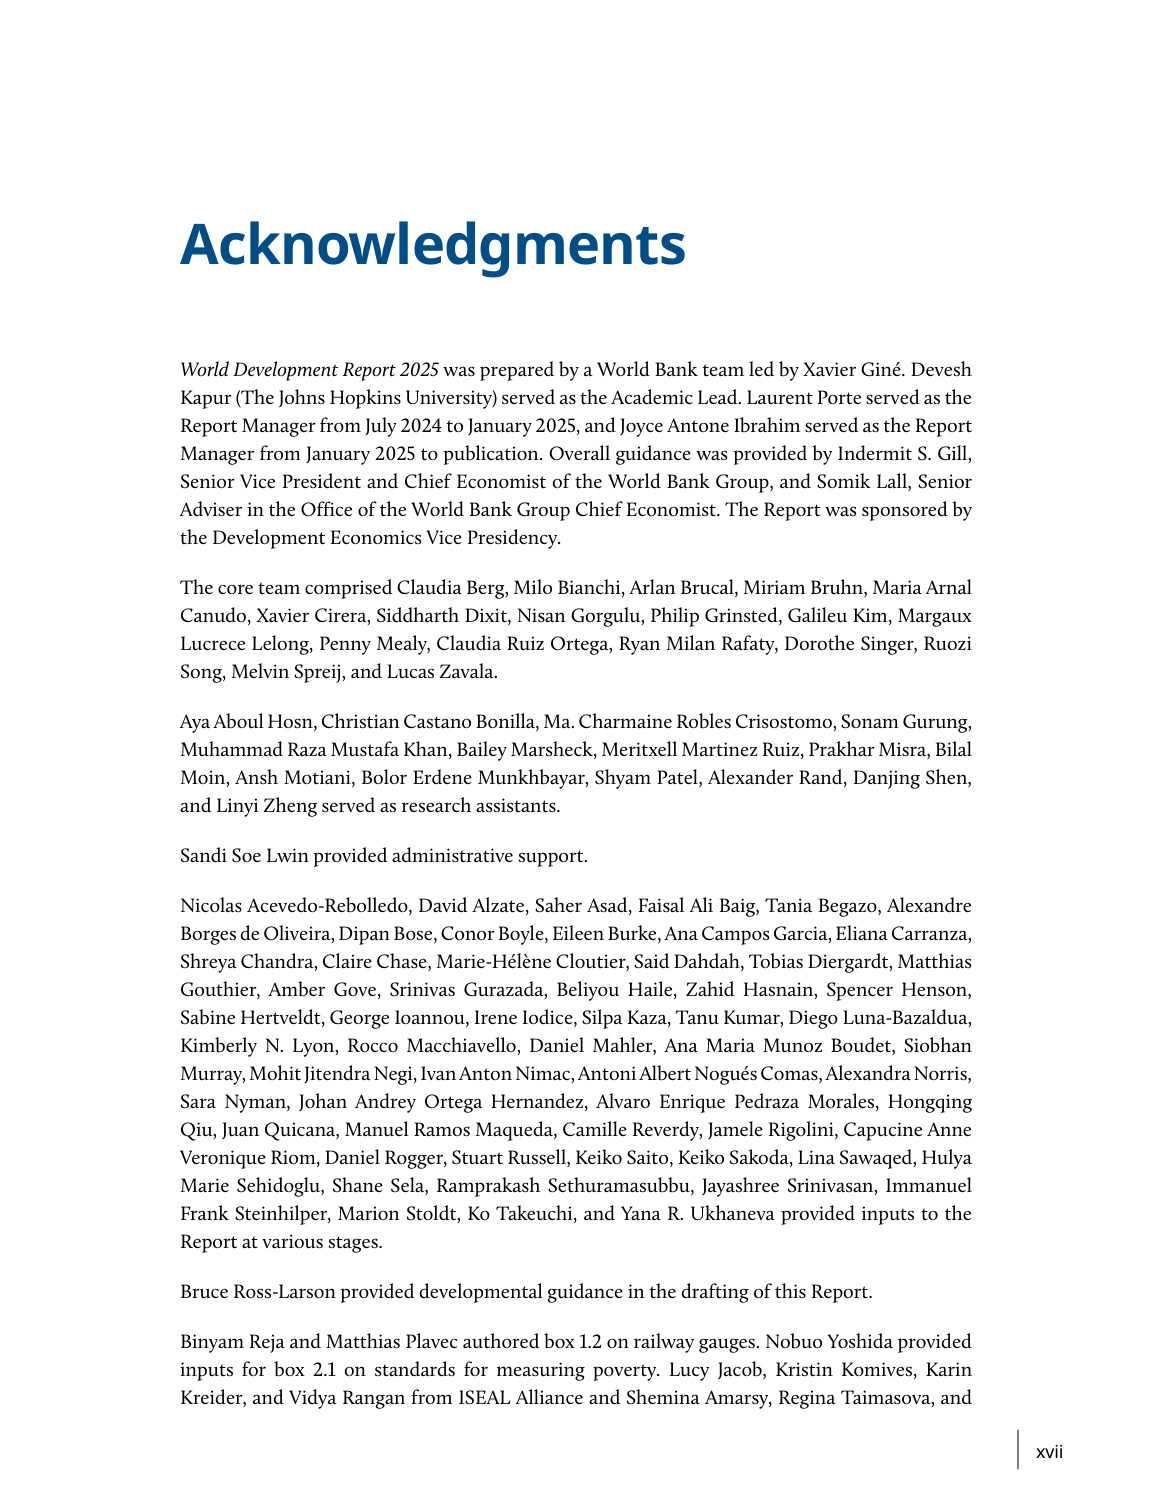 Acknowledgments
World Development Report 2025 was prepared by a World Bank team led by Xavier Giné. Devesh
Kapur (The Johns Hopkins University) served as the Academic Lead. Laurent Porte served as the
Report Manager from July 2024 to January 2025, and Joyce Antone Ibrahim served as the Report
Manager from January 2025 to publication. Overall guidance was provided by Indermit S. Gill,
Senior Vice President and Chief Economist of the World Bank Group, and Somik Lall, Senior
Adviser in the Office of the World Bank Group Chief Economist. The Report was sponsored by
the Development Economics Vice Presidency.
The core team comprised Claudia Berg, Milo Bianchi, Arlan Brucal, Miriam Bruhn, Maria Arnal
Canudo, Xavier Cirera, Siddharth Dixit, Nisan Gorgulu, Philip Grinsted, Galileu Kim, Margaux
Lucrece Lelong, Penny Mealy, Claudia Ruiz Ortega, Ryan Milan Rafaty, Dorothe Singer, Ruozi
Song, Melvin Spreij, and Lucas Zavala.
Aya Aboul Hosn, Christian Castano Bonilla, Ma. Charmaine Robles Crisostomo, Sonam Gurung,
Muhammad Raza Mustafa Khan, Bailey Marsheck, Meritxell Martinez Ruiz, Prakhar Misra, Bilal
Moin, Ansh Motiani, Bolor Erdene Munkhbayar, Shyam Patel, Alexander Rand, Danjing Shen,
and Linyi Zheng served as research assistants.
Sandi Soe Lwin provided administrative support.
Nicolas Acevedo-Rebolledo, David Alzate, Saher Asad, Faisal Ali Baig, Tania Begazo, Alexandre
Borges de Oliveira, Dipan Bose, Conor Boyle, Eileen Burke, Ana Campos Garcia, Eliana Carranza,
Shreya Chandra, Claire Chase, Marie-Hélène Cloutier, Said Dahdah, Tobias Diergardt, Matthias
Gouthier, Amber Gove, Srinivas Gurazada, Beliyou Haile, Zahid Hasnain, Spencer Henson,
Sabine Hertveldt, George Ioannou, Irene Iodice, Silpa Kaza, Tanu Kumar, Diego Luna-Bazaldua,
Kimberly N. Lyon, Rocco Macchiavello, Daniel Mahler, Ana Maria Munoz Boudet, Siobhan
Murray, Mohit Jitendra Negi, Ivan Anton Nimac, Antoni Albert Nogués Comas, Alexandra Norris,
Sara Nyman, Johan Andrey Ortega Hernandez, Alvaro Enrique Pedraza Morales, Hongqing
Qiu, Juan Quicana, Manuel Ramos Maqueda, Camille Reverdy, Jamele Rigolini, Capucine Anne
Veronique Riom, Daniel Rogger, Stuart Russell, Keiko Saito, Keiko Sakoda, Lina Sawaqed, Hulya
Marie Sehidoglu, Shane Sela, Ramprakash Sethuramasubbu, Jayashree Srinivasan, Immanuel
Frank Steinhilper, Marion Stoldt, Ko Takeuchi, and Yana R. Ukhaneva provided inputs to the
Report at various stages.
Bruce Ross-Larson provided developmental guidance in the drafting of this Report.
Binyam Reja and Matthias Plavec authored box 1.2 on railway gauges. Nobuo Yoshida provided
inputs for box 2.1 on standards for measuring poverty. Lucy Jacob, Kristin Komives, Karin
Kreider, and Vidya Rangan from ISEAL Alliance and Shemina Amarsy, Regina Taimasova, and
xvii